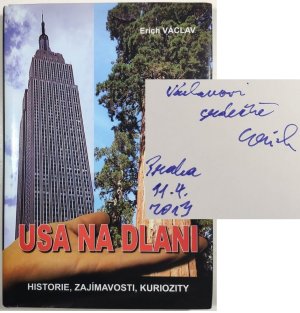 Erich VÁCLAV
Václavovi
srdečně
Erich
Praha
11.4.
2013
USA NA DLANI
HISTORIE, ZAJÍMAVOSTI, KURIOZITY